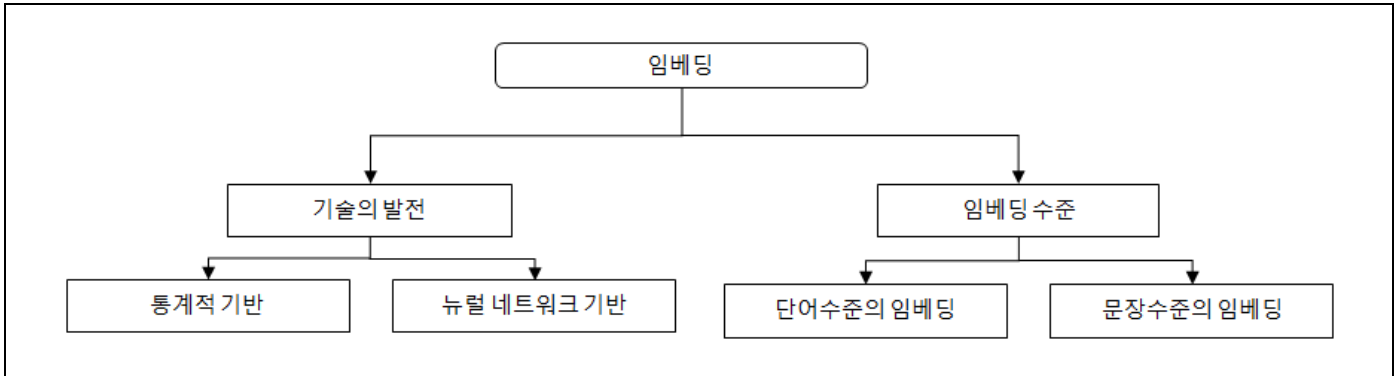 임베딩
기술의 발전
임베딩 수준
통계적 기반
뉴럴 네트워크 기반
단어수준의 임베딩
문장수준의 임베딩